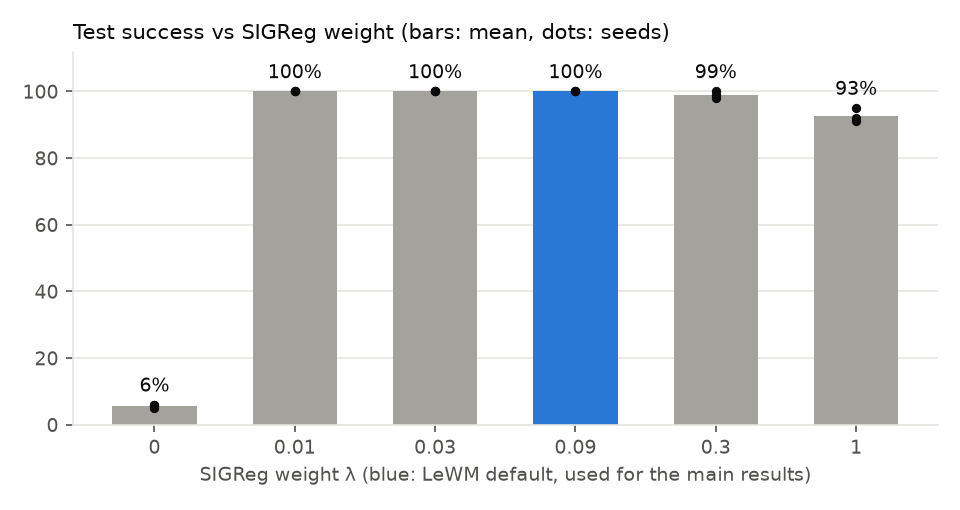 Test success vs SIGReg weight (bars: mean, dots: seeds)
100% 100% 100% 99% 93%
100
80
60
40
20
6%
0
0 0.01 0.03 0.09 0.3 1
SIGReg weight λ (blue: LeWM default, used for the main results)